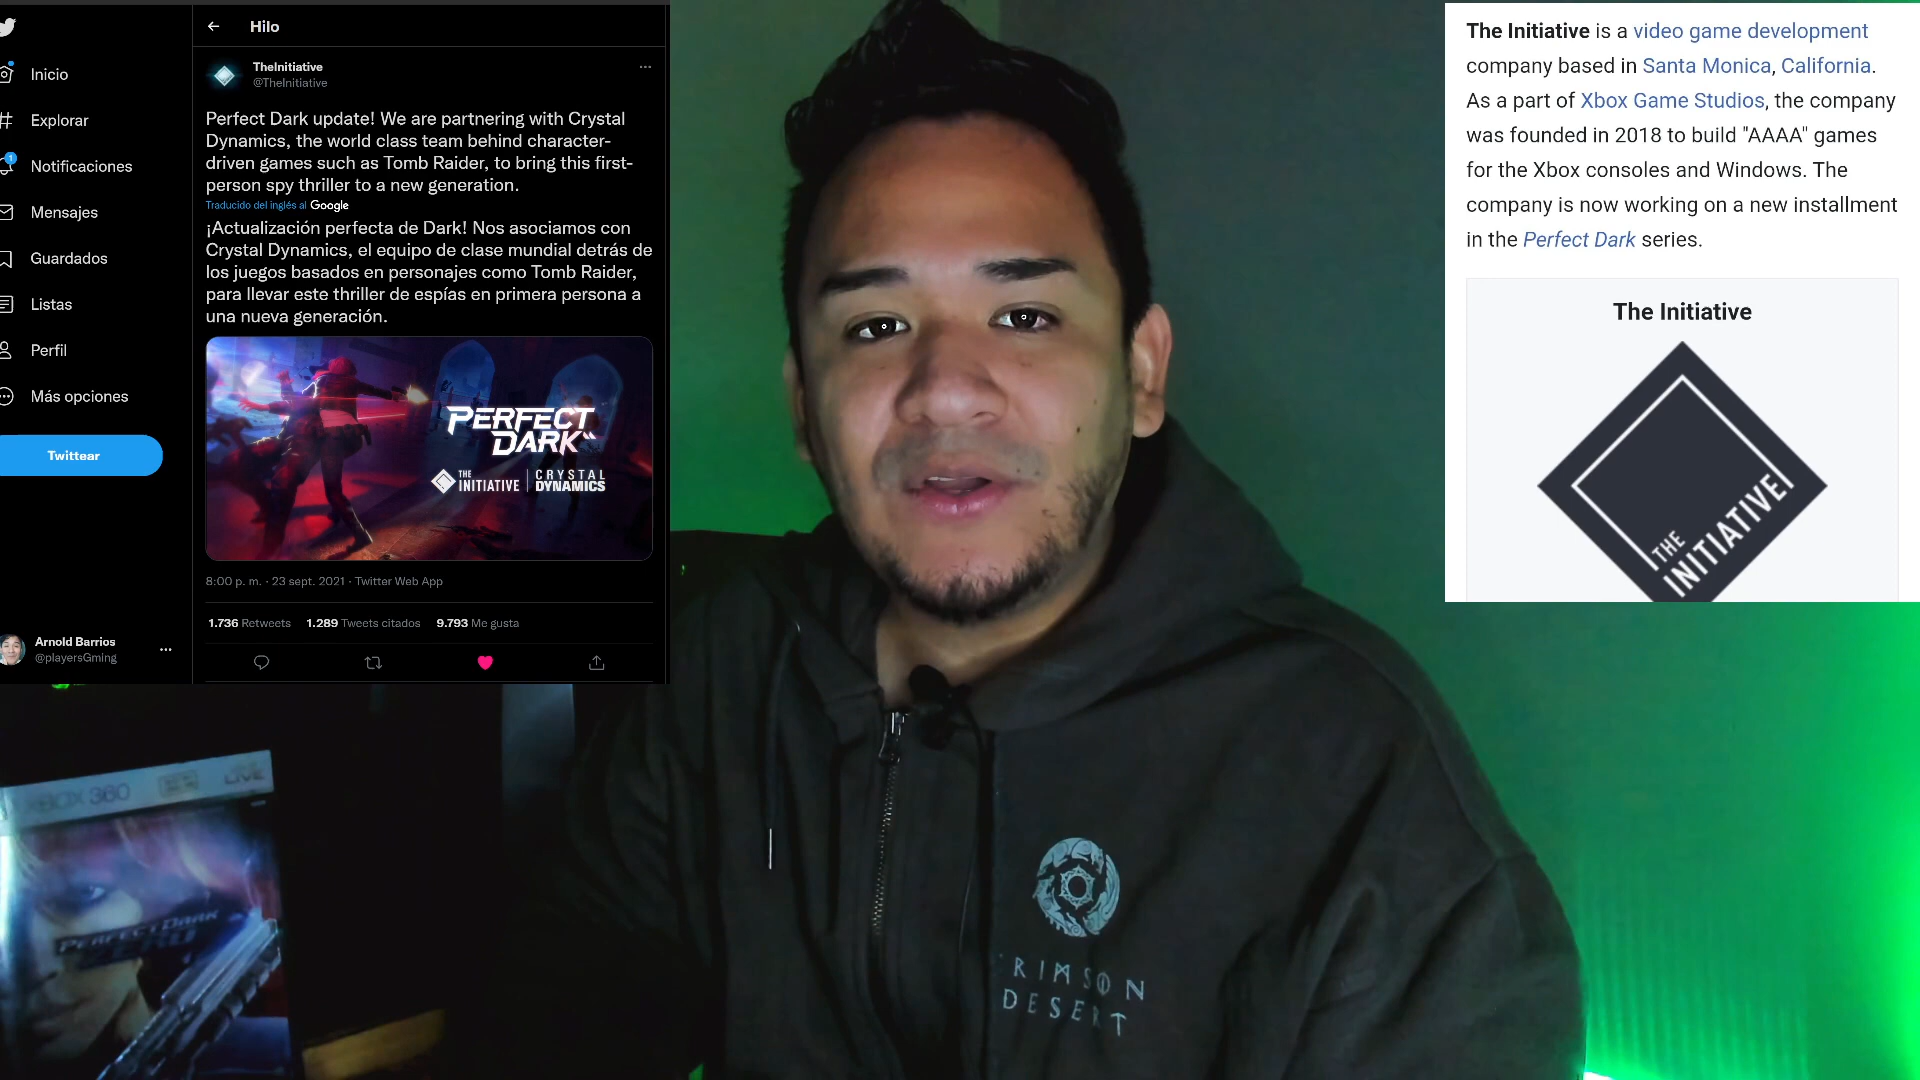 Hilo
TheInitiative
@TheInitiative
Perfect Dark update! We are partnering with Crystal
Dynamics, the world class team behind character-
driven games such as Tomb Raider, to bring this first-
person spy thriller to a new generation.
Traducido del inglés al Google
¡Actualización perfecta de Dark! Nos asociamos con
Crystal Dynamics, el equipo de clase mundial detrás de
los juegos basados en personajes como Tomb Raider,
para llevar este thriller de espías en primera persona a
una nueva generación.
PERFECT
DARK
THE
INITIATIVE
CRYSTAL
DYNAMICS
8:00 p. m. · 23 sept. 2021 · Twitter Web App
1.736 Retweets 1.289 Tweets citados 9.793 Me gusta
Inicio
Explorar
1
Notificaciones
Mensajes
Guardados
Listas
Perfil
Más opciones
Twittear
Arnold Barrios
@playersGming
The Initiative is a video game development
company based in Santa Monica, California.
As a part of Xbox Game Studios, the company
was founded in 2018 to build "AAAA" games
for the Xbox consoles and Windows. The
company is now working on a new installment
in the Perfect Dark series.
The Initiative
THE
INITIATIVE
XBOX 360
LIVE
PERFECT DARK
ZERO
RIMSON
DESERT